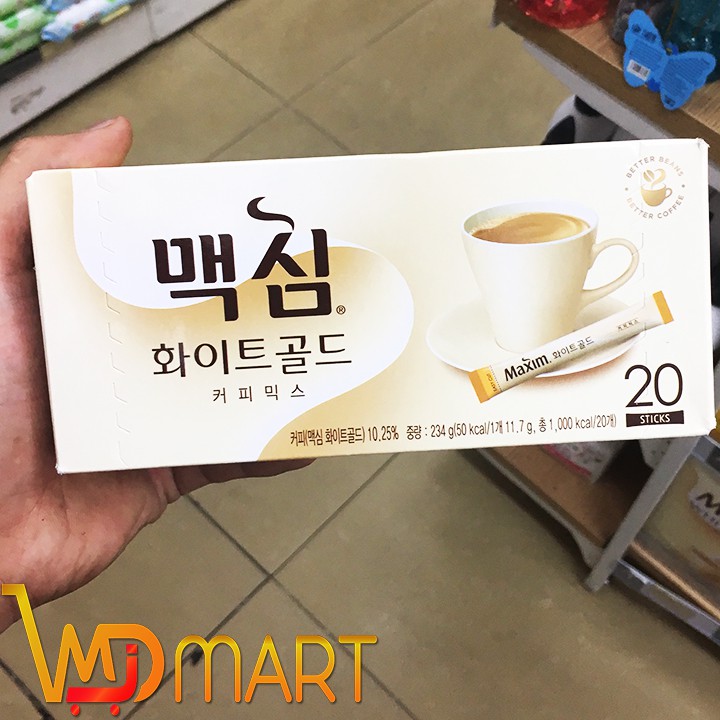 BETTER BEANS
BETTER COFFEE
맥심®
화이트골드
커피믹스
Maxim. 화이트골드
20
STICKS
커피(맥심 화이트골드) 10.25% 중량 : 234 g(50 kcal/1개 11.7 g, 총 1,000 kcal/20개)
WDJ MART